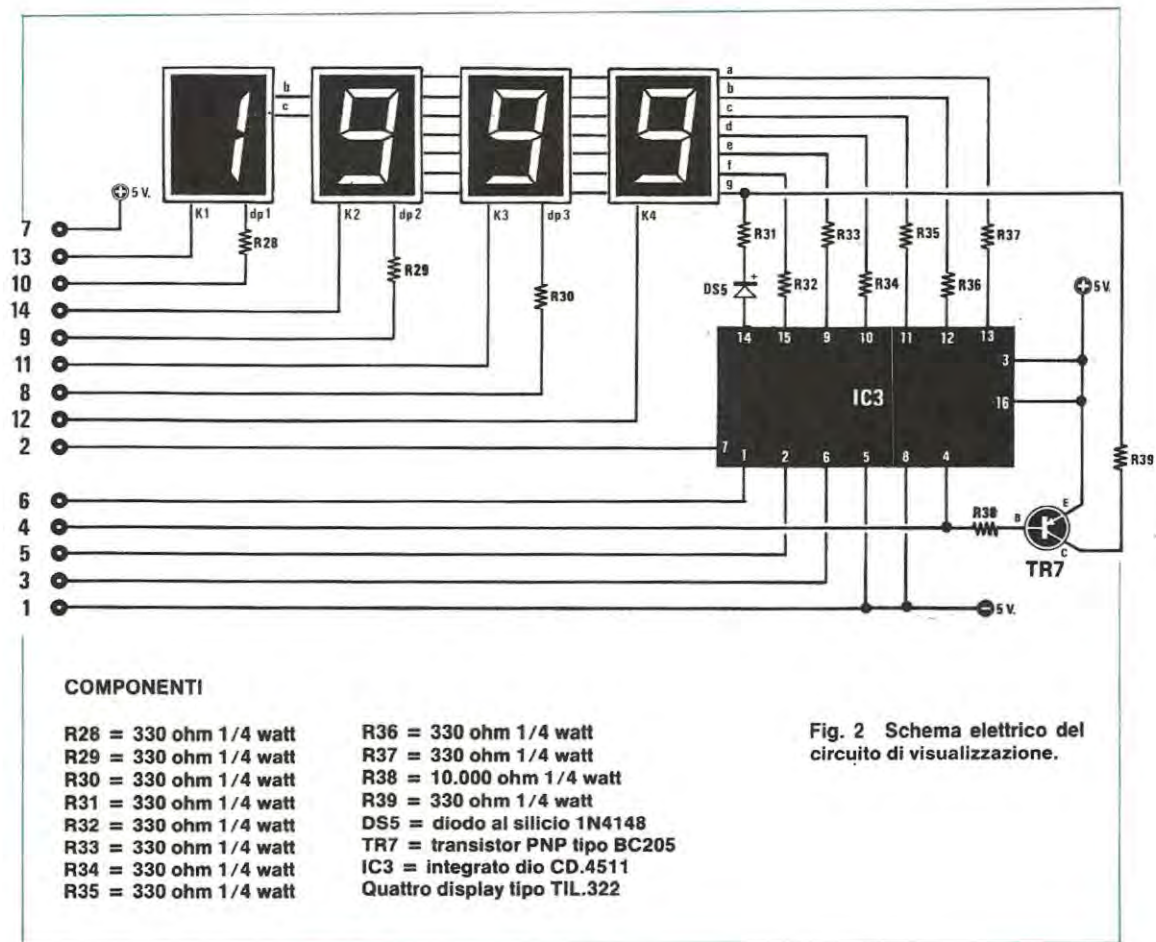 b
c
a
b
c
d
e
f
g
⊕ 5 V.
K1
dp1
K2
dp2
K3
dp3
K4
7
13
10
14
9
11
8
12
2
6
4
5
3
1
R28
R29
R30
R31
R33
R35
R37
DS5
+
R32
R34
R36
⊕ 5 V.
14 15 9 10 11 12 13
3
IC3
16
7
1 2 6 5 8 4
R39
R38
B
E
C
TR7
⊖ 5 V.
COMPONENTI
R28 = 330 ohm 1/4 watt
R29 = 330 ohm 1/4 watt
R30 = 330 ohm 1/4 watt
R31 = 330 ohm 1/4 watt
R32 = 330 ohm 1/4 watt
R33 = 330 ohm 1/4 watt
R34 = 330 ohm 1/4 watt
R35 = 330 ohm 1/4 watt
R36 = 330 ohm 1/4 watt
R37 = 330 ohm 1/4 watt
R38 = 10.000 ohm 1/4 watt
R39 = 330 ohm 1/4 watt
DS5 = diodo al silicio 1N4148
TR7 = transistor PNP tipo BC205
IC3 = integrato dio CD.4511
Quattro display tipo TIL.322
Fig. 2 Schema elettrico del
circuito di visualizzazione.